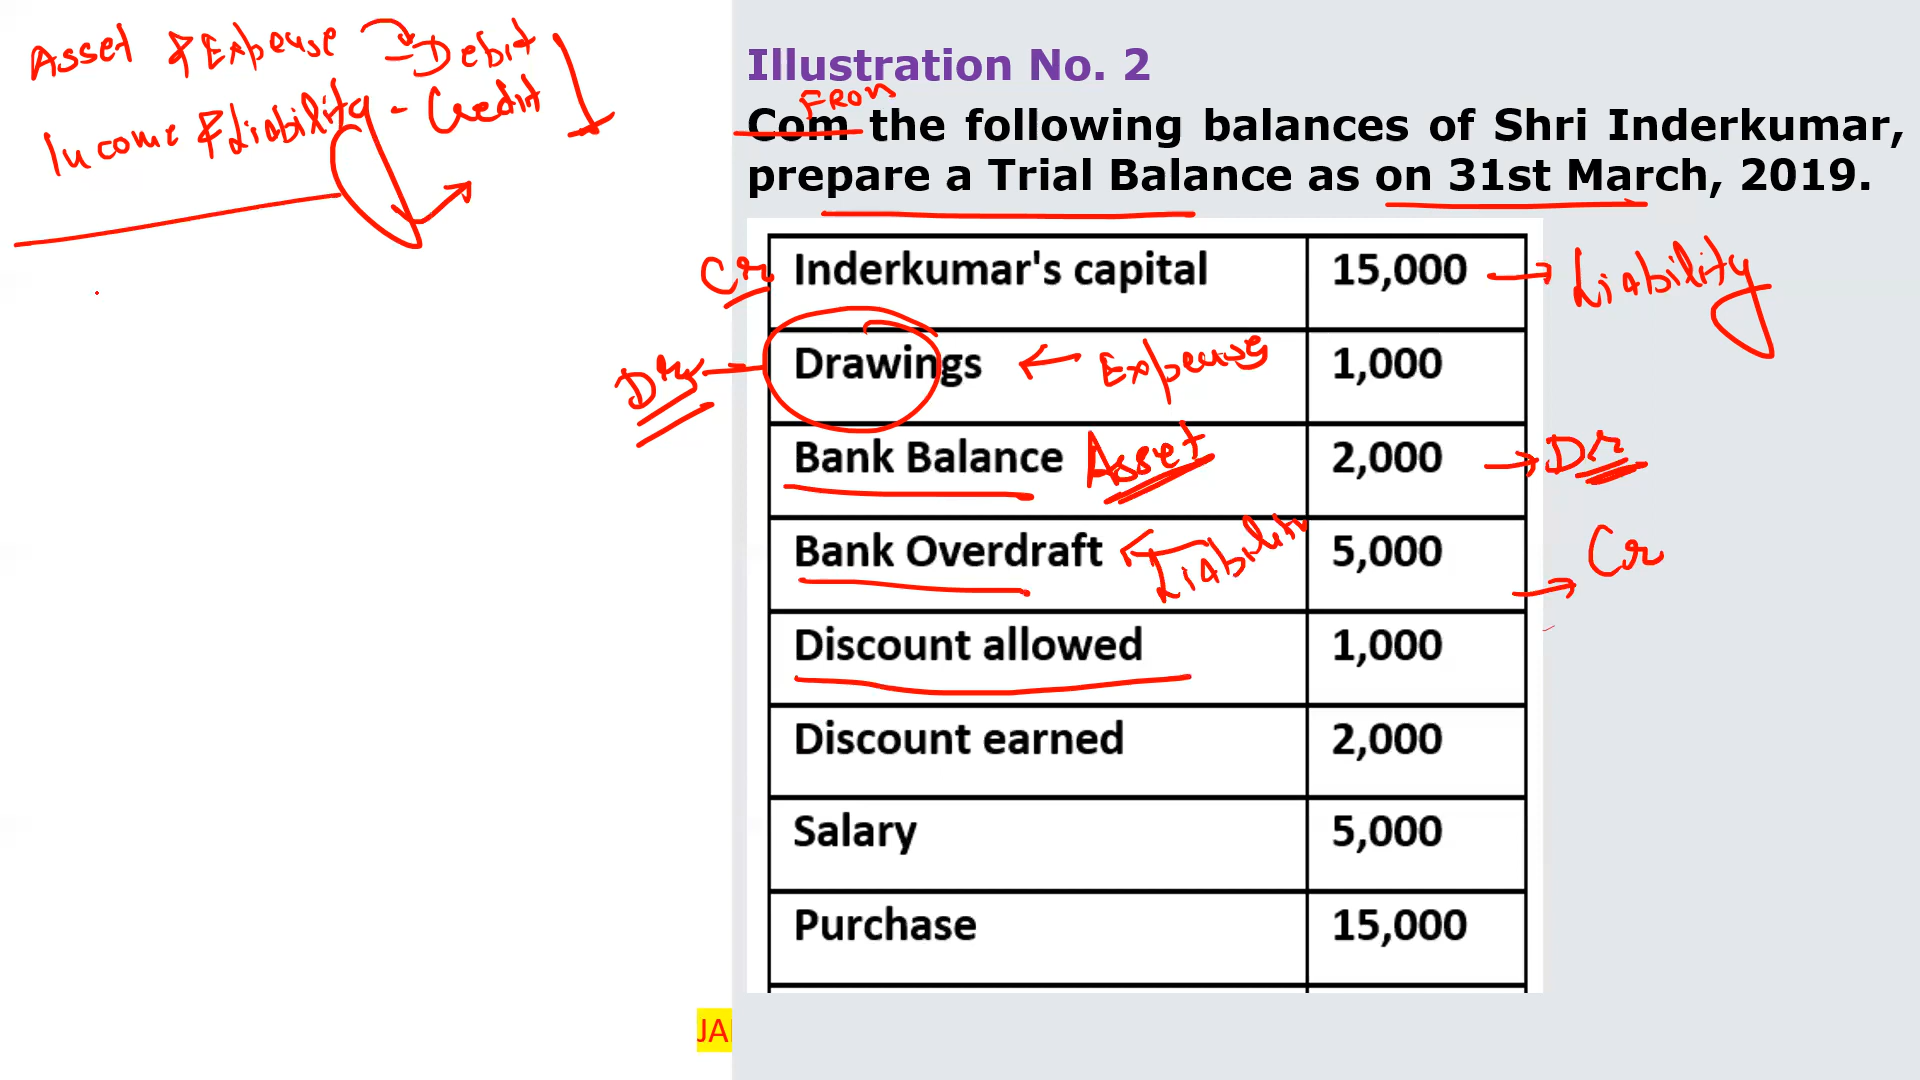 Asset & Expense - Debit
Income & Liability - Credit
Illustration No. 2
From
Com the following balances of Shri Inderkumar,
prepare a Trial Balance as on 31st March, 2019.
Cr Inderkumar's capital 15,000 Liability
Dr Drawings Expense 1,000
Bank Balance Asset 2,000 Dr
Bank Overdraft Liability 5,000 Cr
Discount allowed 1,000
Discount earned 2,000
Salary 5,000
Purchase 15,000
JAI